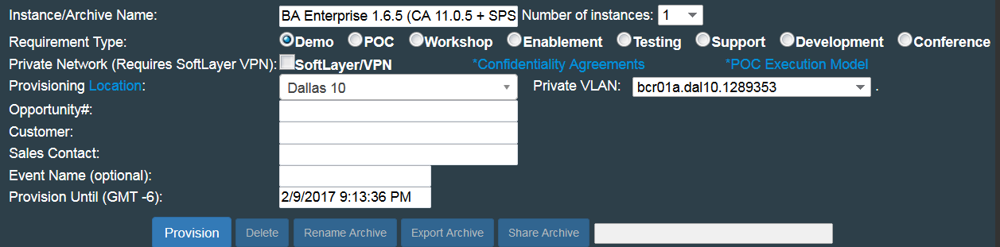 Instance/Archive Name: BA Enterprise 1.6.5 (CA 11.0.5 + SPS Number of instances: 1
Requirement Type: Demo POC Workshop Enablement Testing Support Development Conference
Private Network (Requires SoftLayer VPN): SoftLayer/VPN *Confidentiality Agreements *POC Execution Model
Provisioning Location: Dallas 10 Private VLAN: bcr01a.dal10.1289353 .
Opportunity#:
Customer:
Sales Contact:
Event Name (optional):
Provision Until (GMT -6): 2/9/2017 9:13:36 PM
Provision Delete Rename Archive Export Archive Share Archive